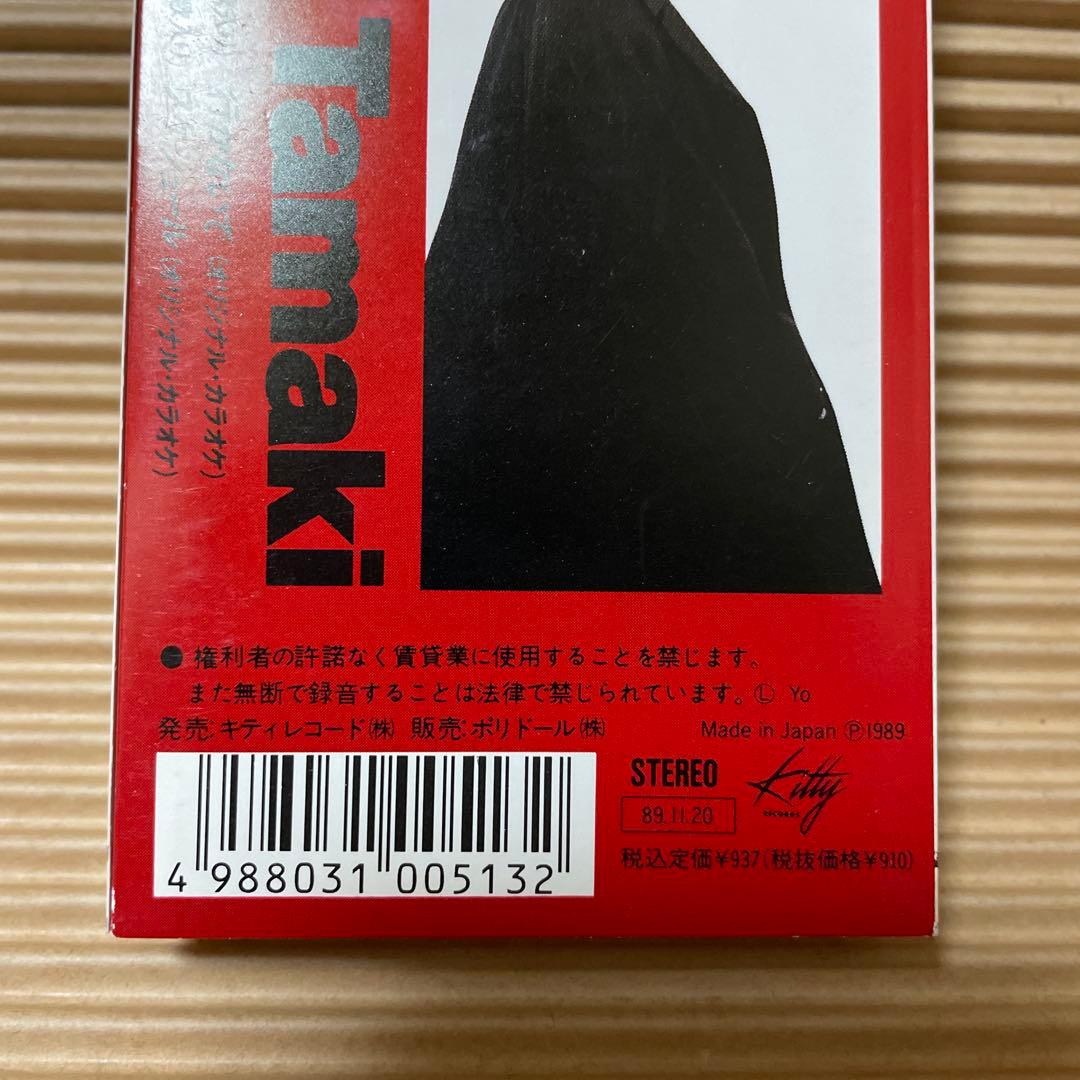 Tamaki
て (オリジナル・カラオケ)
ール (オリジナル・カラオケ)
● 権利者の許諾なく賃貸業に使用することを禁じます。
また無断で録音することは法律で禁じられています。Ⓛ Yo
発売:キティレコード(株) 販売:ポリドール(株) Made in Japan Ⓟ1989
STEREO
Kitty
RECORDS
89.11.20
税込定価¥937(税抜価格¥910)
4 988031 005132